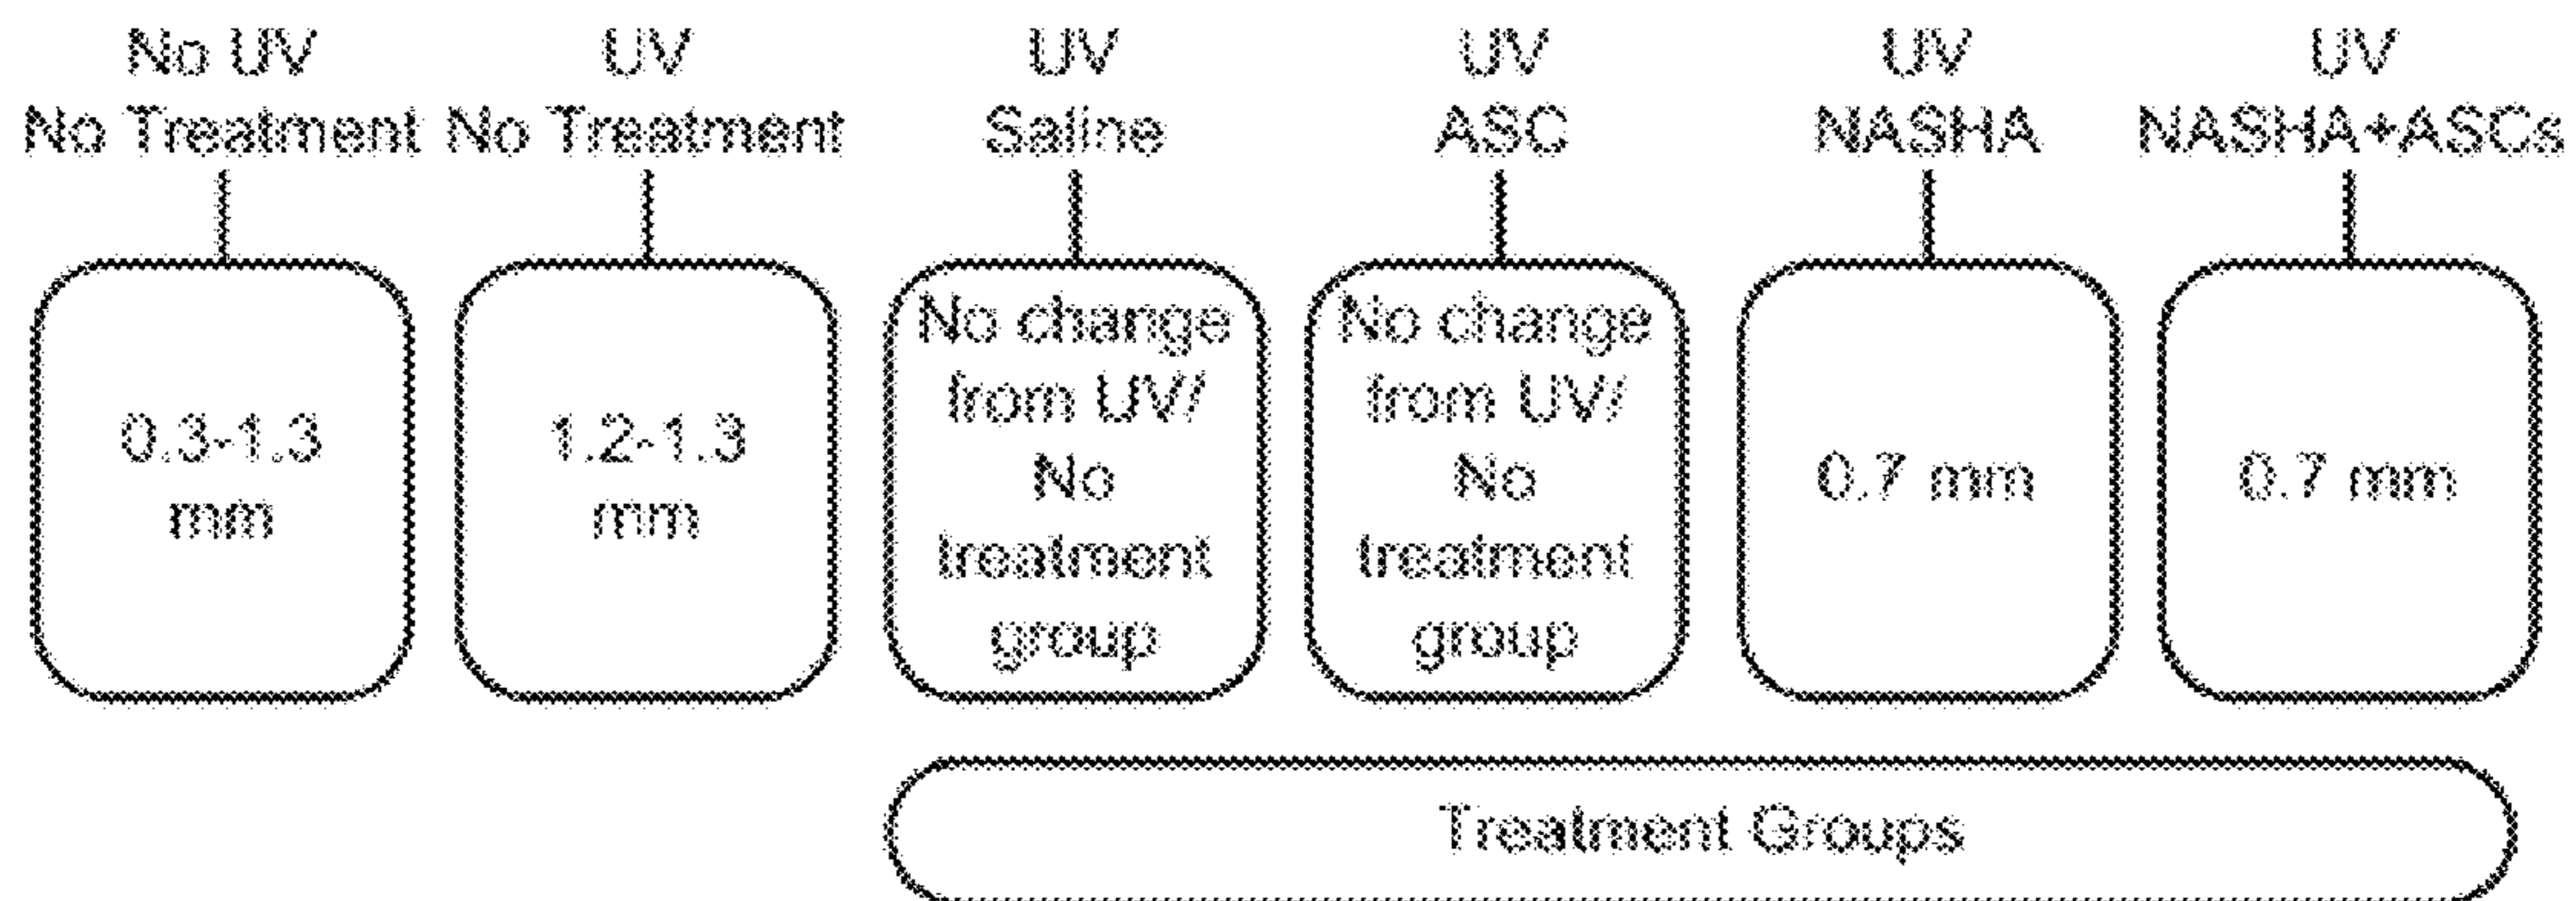 No UV
No Treatment
UV
No Treatment
UV
Saline
UV
ASC
UV
NASHA
UV
NASHA+ASCs
0.3-1.3
mm
1.2-1.3
mm
No change
from UV/
No
treatment
group
No change
from UV/
No
treatment
group
0.7 mm
0.7 mm
Treatment Groups